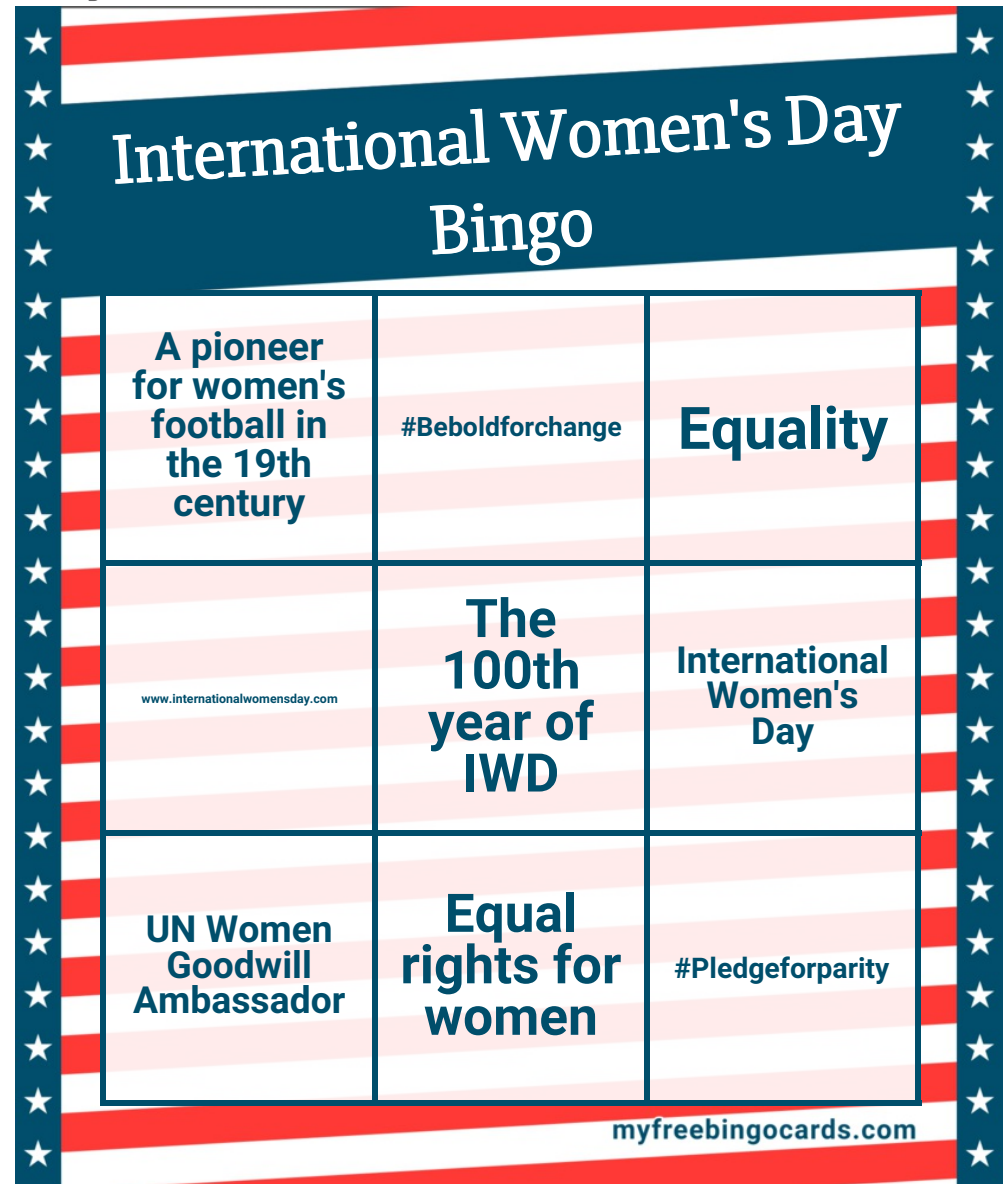 International Women's Day
Bingo
A pioneer
for women's
football in
the 19th
century
#Beboldforchange
Equality
www.internationalwomensday.com
The
100th
year of
IWD
International
Women's
Day
UN Women
Goodwill
Ambassador
Equal
rights for
women
#Pledgeforparity
myfreebingocards.com